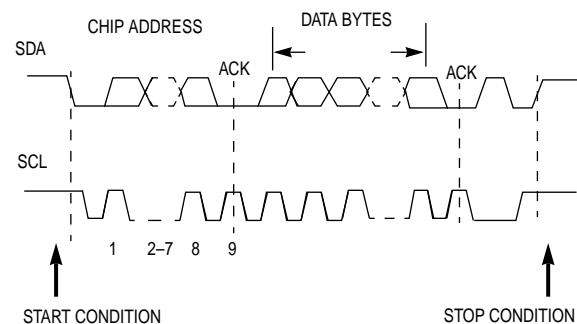 CHIP ADDRESS
DATA BYTES
SDA
ACK
ACK
SCL
1 2–7 8 9
START CONDITION
STOP CONDITION